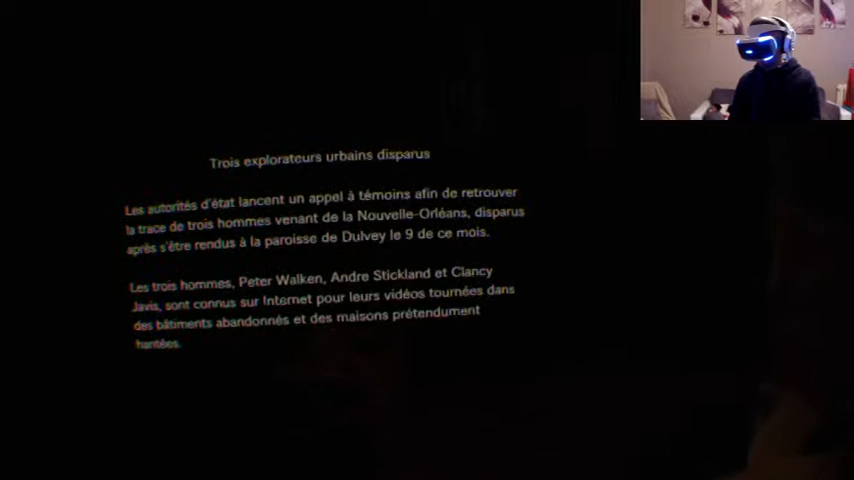 Trois explorateurs urbains disparus
Les autorités d'état lancent un appel à témoins afin de retrouver
la trace de trois hommes venant de la Nouvelle-Orléans, disparus
après s'être rendus à la paroisse de Dulvey le 9 de ce mois.
Les trois hommes, Peter Walken, Andre Stickland et Clancy
Javis, sont connus sur Internet pour leurs vidéos tournées dans
des bâtiments abandonnés et des maisons prétendument
hantées.